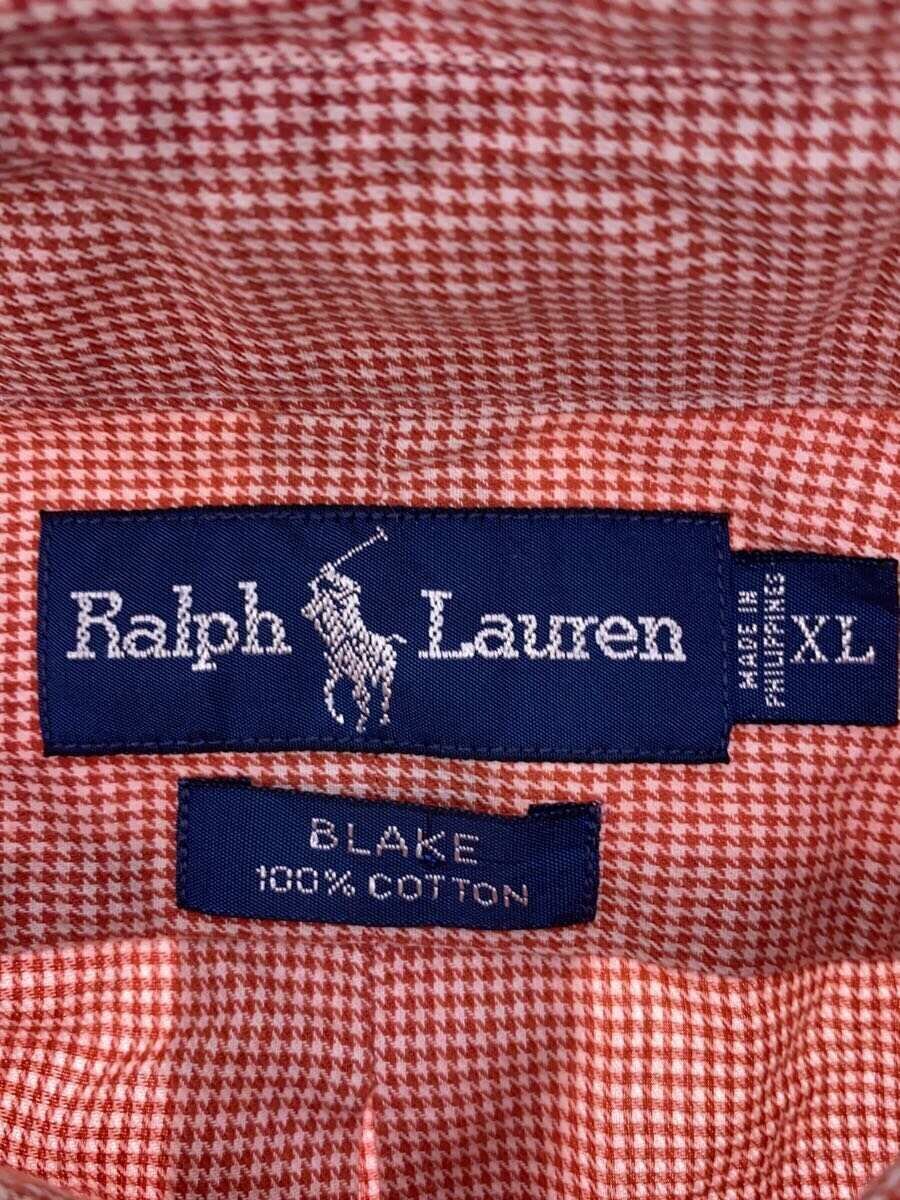 Ralph Lauren
MADE IN
PHILIPPINES
XL
BLAKE
100% COTTON